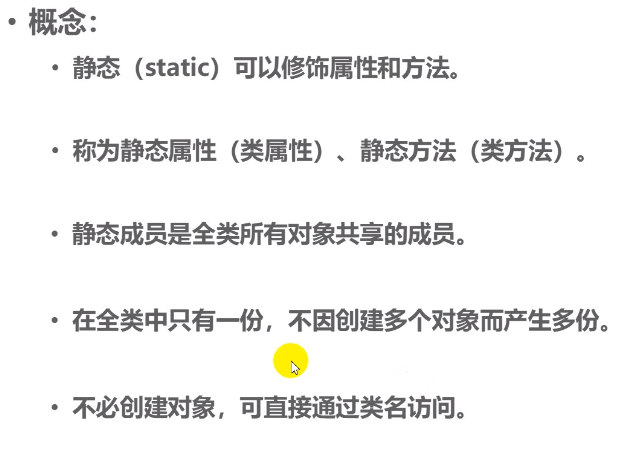 • 概念：
• 静态（static）可以修饰属性和方法。
• 称为静态属性（类属性）、静态方法（类方法）。
• 静态成员是全类所有对象共享的成员。
• 在全类中只有一份，不因创建多个对象而产生多份。
• 不必创建对象，可直接通过类名访问。